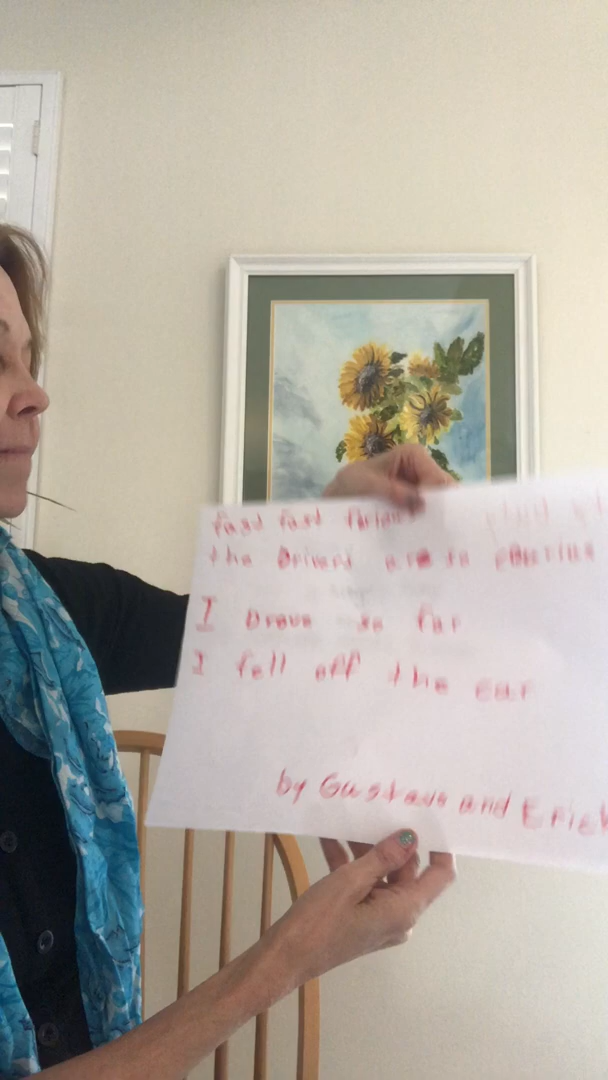 fast fast
the Drivers are so
I Drove so far
I fell off the car
by Gustavo and Erick